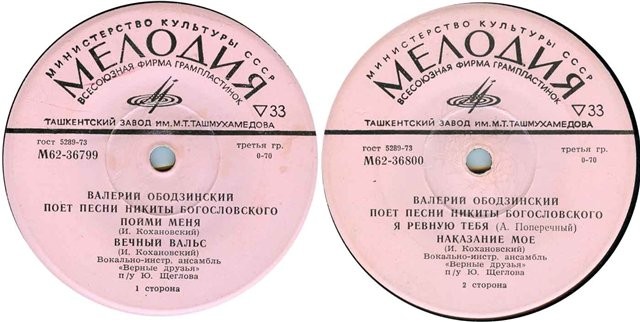 МИНИСТЕРСТВО КУЛЬТУРЫ СССР
МЕЛОДИЯ
ВСЕСОЮЗНАЯ ФИРМА ГРАМПЛАСТИНОК
▽33
ТАШКЕНТСКИЙ ЗАВОД ИМ. М.Т.ТАШМУХАМЕДОВА
гост 5289-73
третья гр.
М62-36799
0-70
ВАЛЕРИЙ ОБОДЗИНСКИЙ
ПОЕТ ПЕСНИ НИКИТЫ БОГОСЛОВСКОГО
ПОЙМИ МЕНЯ
(И. Кохановский)
ВЕЧНЫЙ ВАЛЬС
(И. Кохановский)
Вокально-инстр. ансамбль
«Верные друзья»
п/у Ю. Щеглова
1 сторона
МИНИСТЕРСТВО КУЛЬТУРЫ СССР
МЕЛОДИЯ
ВСЕСОЮЗНАЯ ФИРМА ГРАМПЛАСТИНОК
▽33
ТАШКЕНТСКИЙ ЗАВОД ИМ. М.Т.ТАШМУХАМЕДОВА
гост 5289-73
третья гр.
М62-36800
0-70
ВАЛЕРИЙ ОБОДЗИНСКИЙ
ПОЕТ ПЕСНИ НИКИТЫ БОГОСЛОВСКОГО
Я РЕВНУЮ ТЕБЯ (А. Поперечный)
НАКАЗАНИЕ МОЕ
(И. Кохановский)
Вокально-инстр. ансамбль
«Верные друзья»
п/у Ю. Щеглова
2 сторона